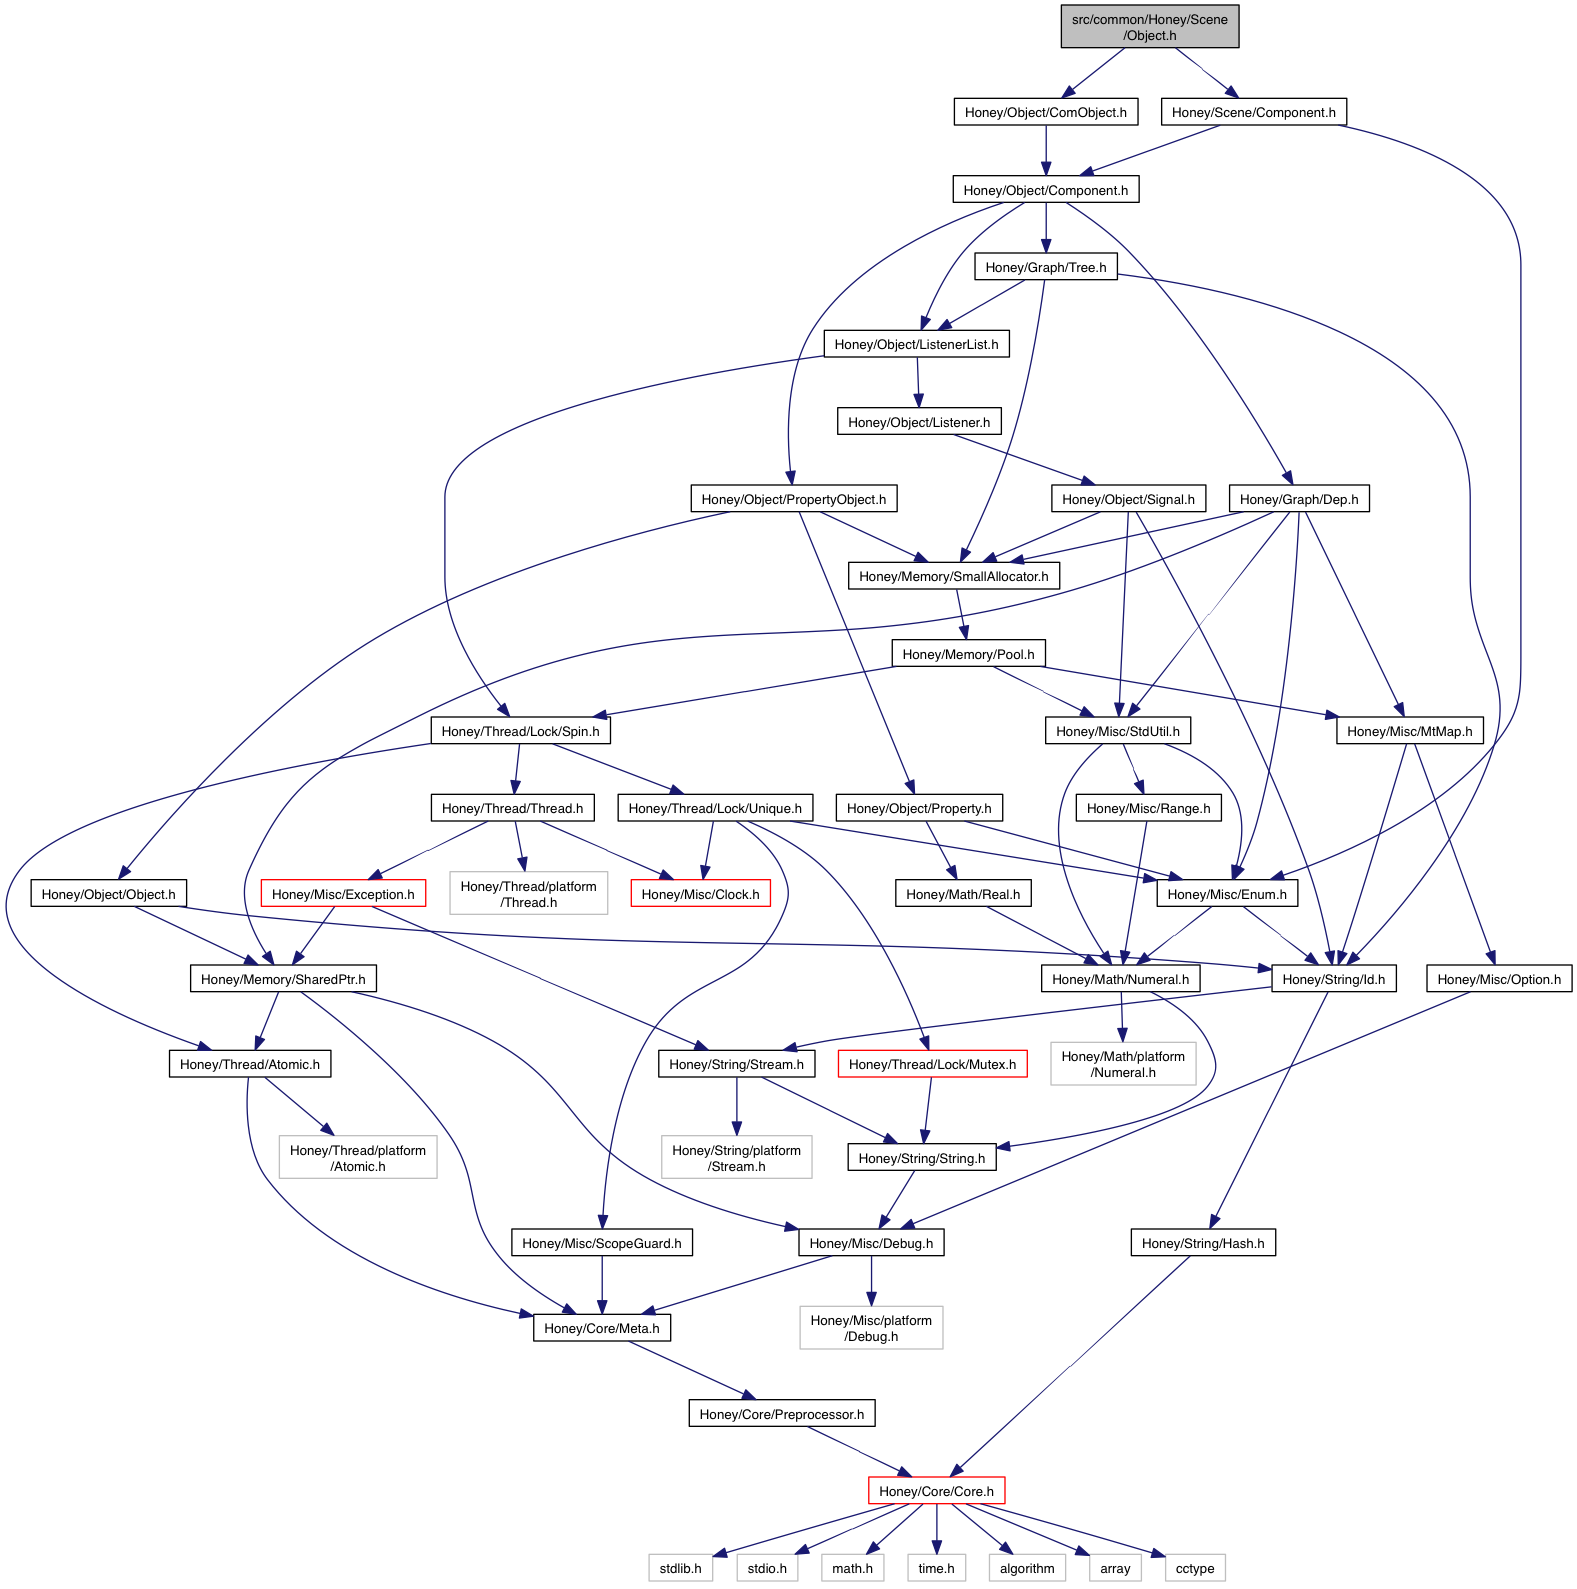 src/common/Honey/Scene
/Object.h
Honey/Object/ComObject.h
Honey/Scene/Component.h
Honey/Object/Component.h
Honey/Graph/Tree.h
Honey/Object/ListenerList.h
Honey/Object/Listener.h
Honey/Object/PropertyObject.h
Honey/Object/Signal.h
Honey/Graph/Dep.h
Honey/Memory/SmallAllocator.h
Honey/Memory/Pool.h
Honey/Thread/Lock/Spin.h
Honey/Misc/StdUtil.h
Honey/Misc/MtMap.h
Honey/Thread/Thread.h
Honey/Thread/Lock/Unique.h
Honey/Object/Property.h
Honey/Misc/Range.h
Honey/Object/Object.h
Honey/Misc/Exception.h
Honey/Thread/platform
/Thread.h
Honey/Misc/Clock.h
Honey/Math/Real.h
Honey/Misc/Enum.h
Honey/Memory/SharedPtr.h
Honey/Math/Numeral.h
Honey/String/Id.h
Honey/Misc/Option.h
Honey/Thread/Atomic.h
Honey/String/Stream.h
Honey/Thread/Lock/Mutex.h
Honey/Math/platform
/Numeral.h
Honey/Thread/platform
/Atomic.h
Honey/String/platform
/Stream.h
Honey/String/String.h
Honey/Misc/ScopeGuard.h
Honey/Misc/Debug.h
Honey/String/Hash.h
Honey/Core/Meta.h
Honey/Misc/platform
/Debug.h
Honey/Core/Preprocessor.h
Honey/Core/Core.h
stdlib.h
stdio.h
math.h
time.h
algorithm
array
cctype